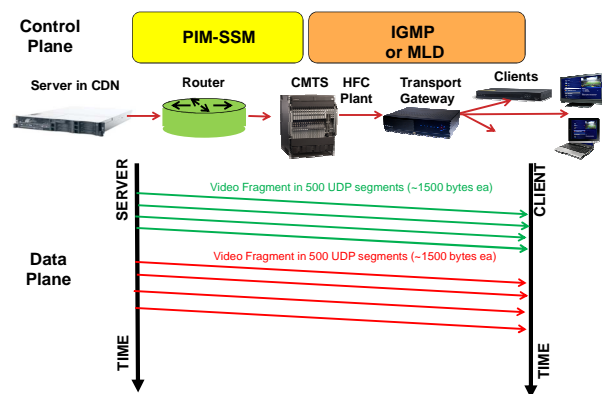 Control
Plane
PIM-SSM
IGMP
or MLD
Server in CDN
Router
CMTS
HFC
Plant
Transport
Gateway
Clients
SERVER
CLIENT
Video Fragment in 500 UDP segments (~1500 bytes ea)
Data
Plane
Video Fragment in 500 UDP segments (~1500 bytes ea)
TIME
TIME